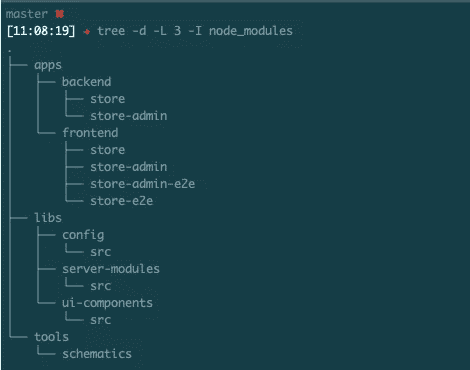 master ✖
[11:08:19] → tree -d -L 3 -I node_modules
.
├── apps
│   ├── backend
│   │   ├── store
│   │   └── store-admin
│   └── frontend
│       ├── store
│       ├── store-admin
│       ├── store-admin-e2e
│       └── store-e2e
├── libs
│   ├── config
│   │   └── src
│   ├── server-modules
│   │   └── src
│   └── ui-components
│       └── src
└── tools
    └── schematics